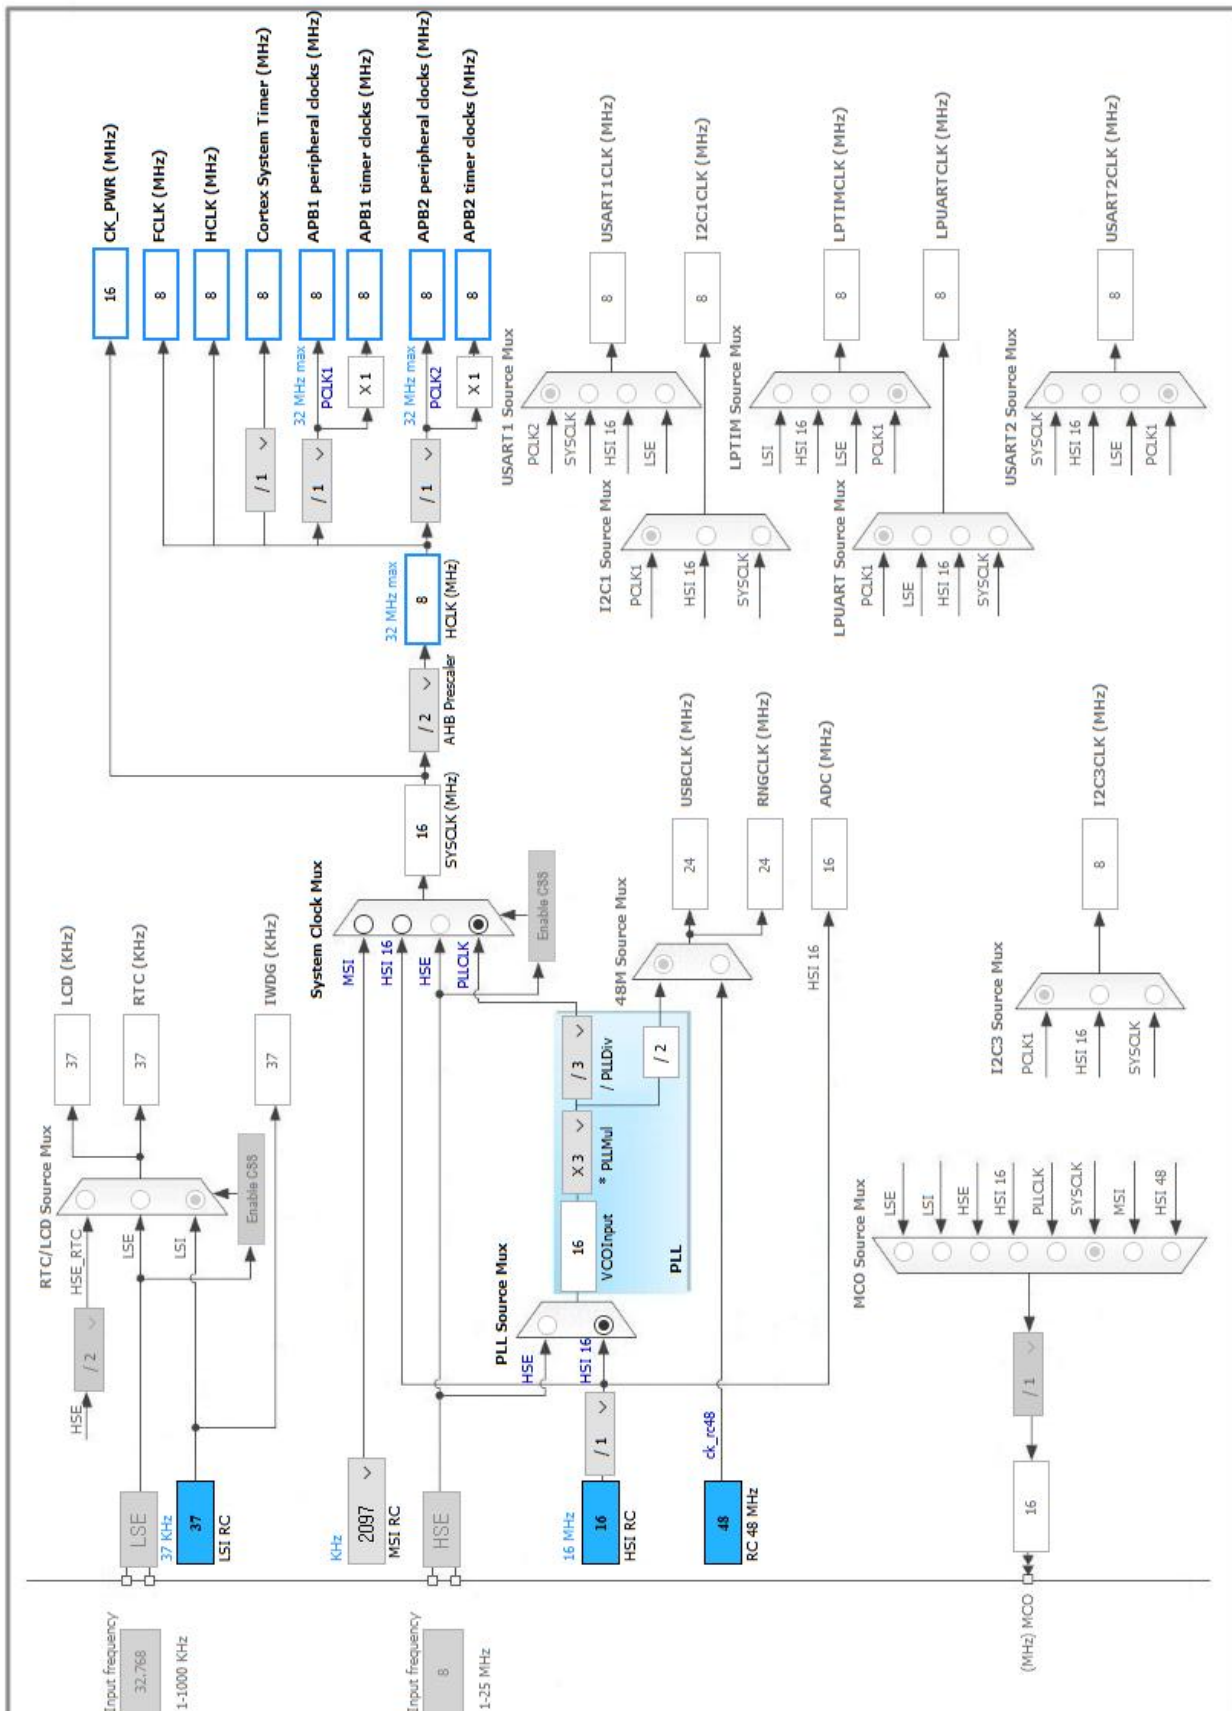 Input frequency
32.768
1-1000 KHz
LSE
37 KHz
37
LSI RC
HSE
/ 2
HSE_RTC
RTC/LCD Source Mux
LSE
LSI
Enable CSS
37
LCD (KHz)
37
RTC (KHz)
37
IWDG (KHz)
KHz
2097
MSI RC
Input frequency
8
1-25 MHz
HSE
16 MHz
16
HSI RC
/ 1
48
RC 48 MHz
ck_rc48
PLL Source Mux
HSE
HSI 16
16
VCOInput
X 3
* PLLMul
/ 3
/ PLLDiv
/ 2
PLL
System Clock Mux
MSI
HSI 16
HSE
PLLCLK
Enable CSS
16
SYSCLK (MHz)
/ 2
AHB Prescaler
32 MHz max
8
HCLK (MHz)
16
CK_PWR (MHz)
8
FCLK (MHz)
8
HCLK (MHz)
/ 1
8
Cortex System Timer (MHz)
/ 1
32 MHz max
PCLK1
8
APB1 peripheral clocks (MHz)
X 1
8
APB1 timer clocks (MHz)
/ 1
32 MHz max
PCLK2
8
APB2 peripheral clocks (MHz)
X 1
8
APB2 timer clocks (MHz)
48M Source Mux
24
USBCLK (MHz)
24
RNGCLK (MHz)
HSI 16
16
ADC (MHz)
USART1 Source Mux
PCLK2
SYSCLK
HSI 16
LSE
8
USART1CLK (MHz)
I2C1 Source Mux
PCLK1
HSI 16
SYSCLK
8
I2C1CLK (MHz)
LPTIM Source Mux
LSI
HSI 16
LSE
PCLK1
8
LPTIMCLK (MHz)
LPUART Source Mux
PCLK1
LSE
HSI 16
SYSCLK
8
LPUARTCLK (MHz)
USART2 Source Mux
SYSCLK
HSI 16
LSE
PCLK1
8
USART2CLK (MHz)
I2C3 Source Mux
PCLK1
HSI 16
SYSCLK
8
I2C3CLK (MHz)
MCO Source Mux
LSE
LSI
HSE
HSI 16
PLLCLK
SYSCLK
MSI
HSI 48
/ 1
16
(MHz) MCO